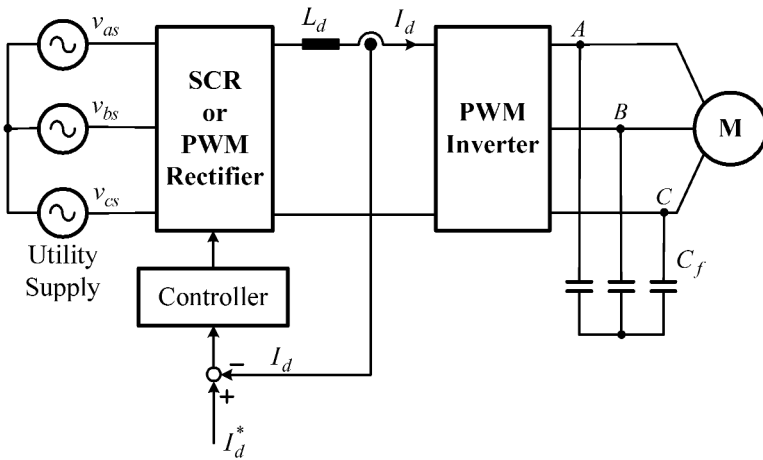 v_as
v_bs
v_cs
Utility
Supply
SCR
or
PWM
Rectifier
L_d
I_d
PWM
Inverter
A
B
C
M
C_f
Controller
−
I_d
+
I_d^*